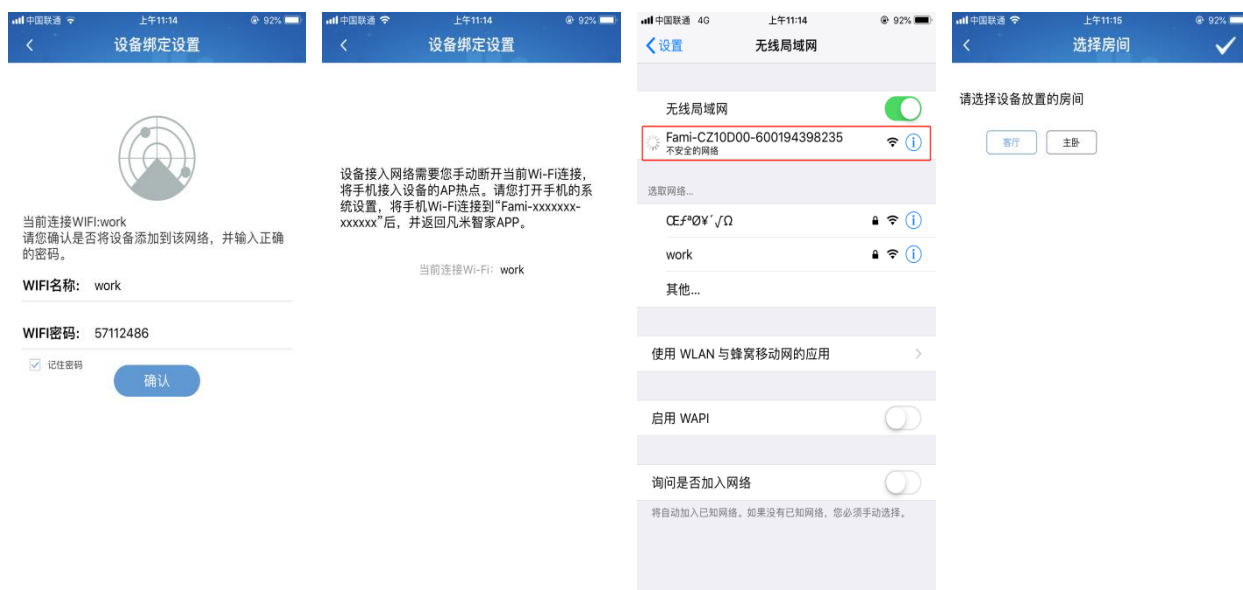 中国联通 上午11:14 92%
设备绑定设置
当前连接WIFI:work
请您确认是否将设备添加到该网络，并输入正确
的密码。
WIFI名称: work
WIFI密码: 57112486
记住密码
确认
中国联通 上午11:14 92%
设备绑定设置
设备接入网络需要您手动断开当前Wi-Fi连接，
将手机接入设备的AP热点。请您打开手机的系
统设置，将手机Wi-Fi连接到“Fami-xxxxxxx-
xxxxxx”后，并返回凡米智家APP。
当前连接Wi-Fi: work
中国联通 4G 上午11:14 92%
设置 无线局域网
无线局域网
Fami-CZ10D00-600194398235
不安全的网络
选取网络...
ŒƒªØ¥´√Ω
work
其他...
使用 WLAN 与蜂窝移动网的应用
启用 WAPI
询问是否加入网络
将自动加入已知网络。如果没有已知网络，您必须手动选择。
中国联通 上午11:15 92%
选择房间
请选择设备放置的房间
客厅 主卧